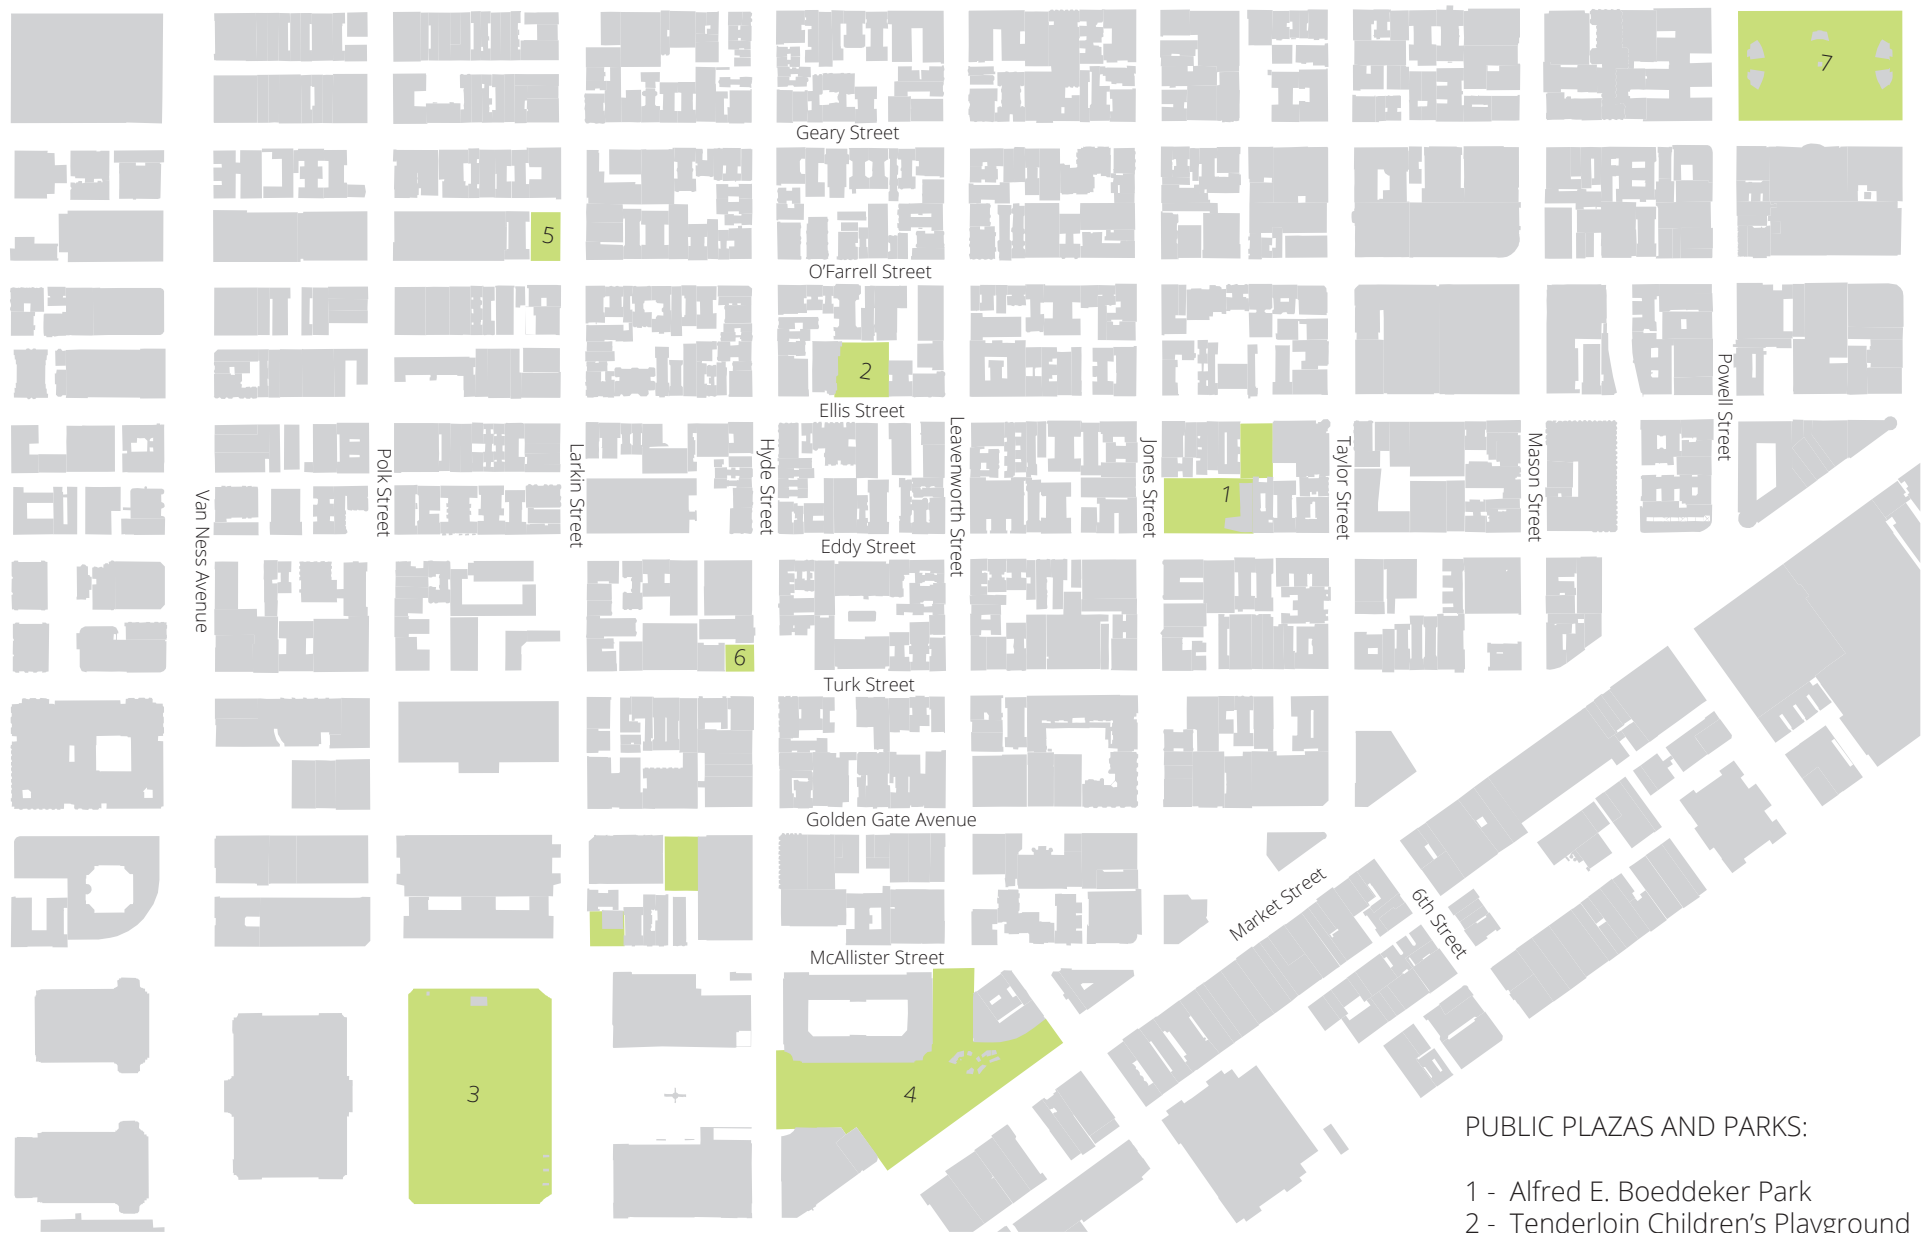 7
Geary Street
5
O'Farrell Street
2
Ellis Street
Powell Street
Van Ness Avenue
Polk Street
Larkin Street
Hyde Street
Leavenworth Street
Jones Street
1
Taylor Street
Mason Street
Eddy Street
6
Turk Street
Golden Gate Avenue
Market Street
6th Street
McAllister Street
3
4
PUBLIC PLAZAS AND PARKS:
1 - Alfred E. Boeddeker Park
2 - Tenderloin Children's Playground